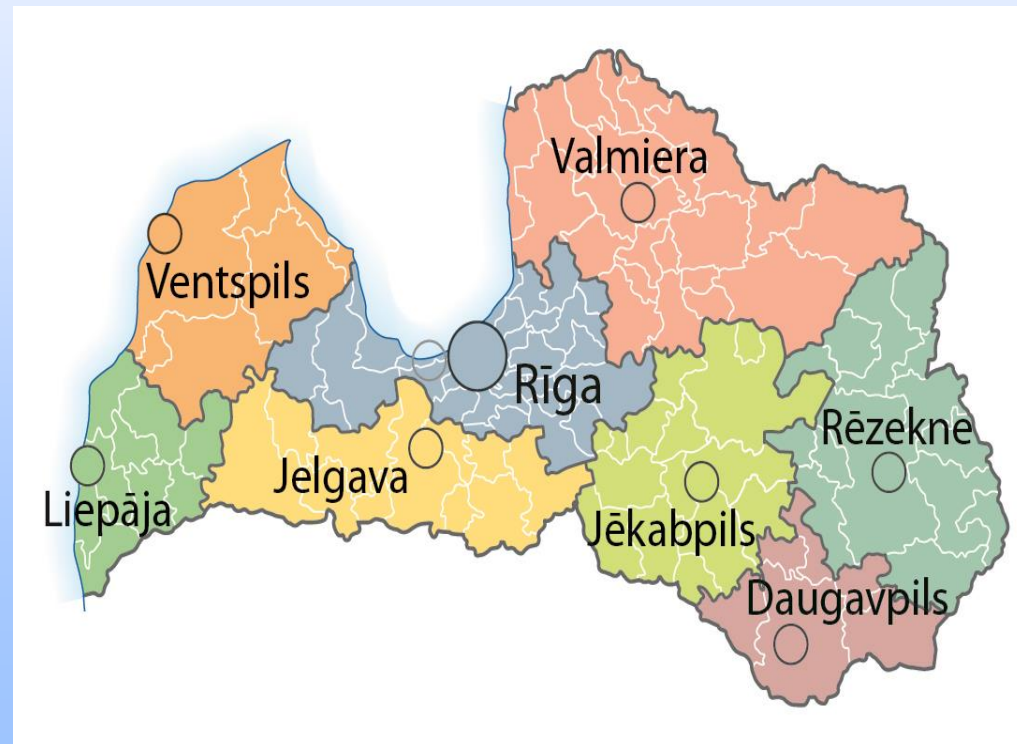 Valmiera
Ventspils
Rīga
Rēzekne
Jelgava
Liepāja
Jēkabpils
Daugavpils